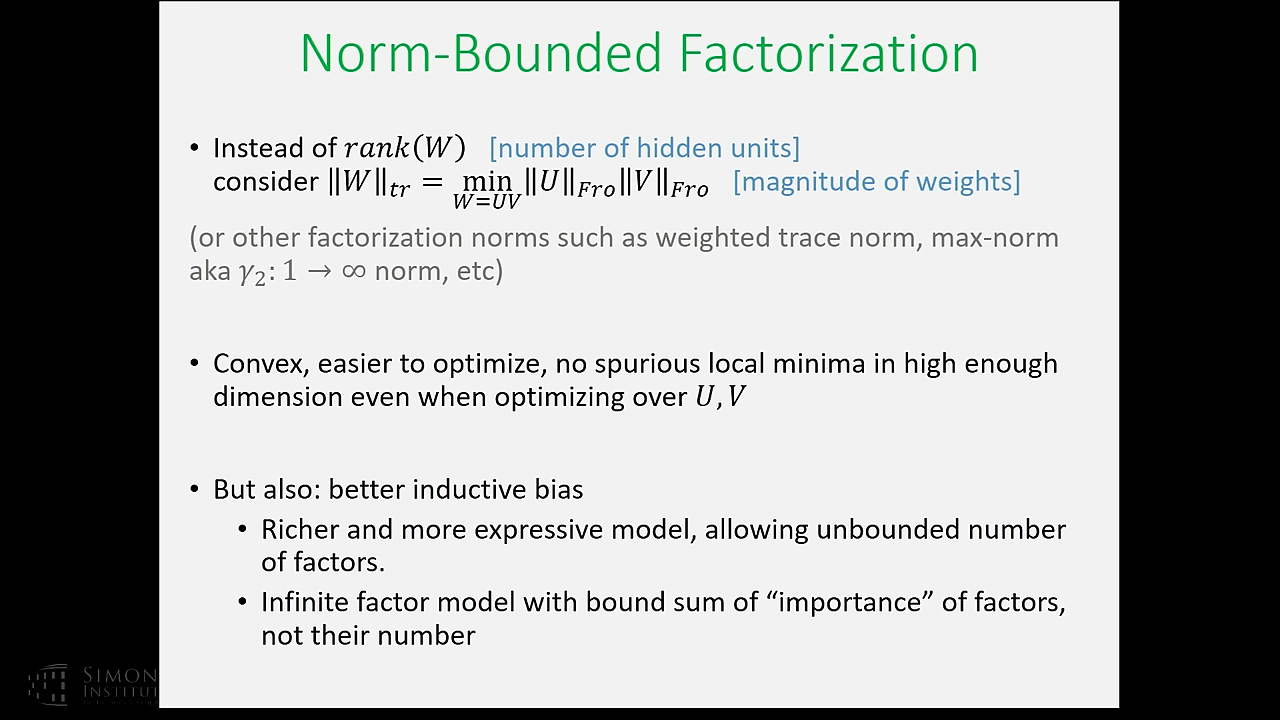 Norm-Bounded Factorization
• Instead of rank(W) [number of hidden units]
consider ‖W‖_tr = min_{W=UV} ‖U‖_Fro ‖V‖_Fro [magnitude of weights]
(or other factorization norms such as weighted trace norm, max-norm
aka γ₂: 1 → ∞ norm, etc)
• Convex, easier to optimize, no spurious local minima in high enough
dimension even when optimizing over U, V
• But also: better inductive bias
• Richer and more expressive model, allowing unbounded number
of factors.
• Infinite factor model with bound sum of “importance” of factors,
not their number
SIMON
INSTITU